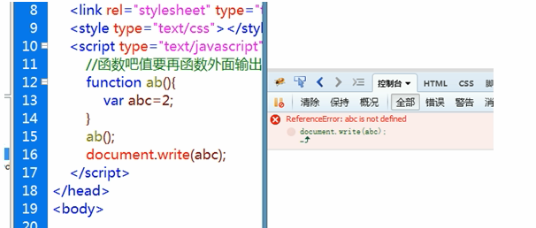 8 <link rel="stylesheet" type="
9 <style type="text/css"></styl
10 <script type="text/javascript"
11 //函数吧值要再函数外面输出
12 function ab(){
13 var abc=2;
14 }
15 ab();
16 document.write(abc);
17 </script>
18 </head>
19 <body>
20
控制台 HTML CSS
清除 保持 概况 全部 错误 警告 消
ReferenceError: abc is not defined
document.write(abc);